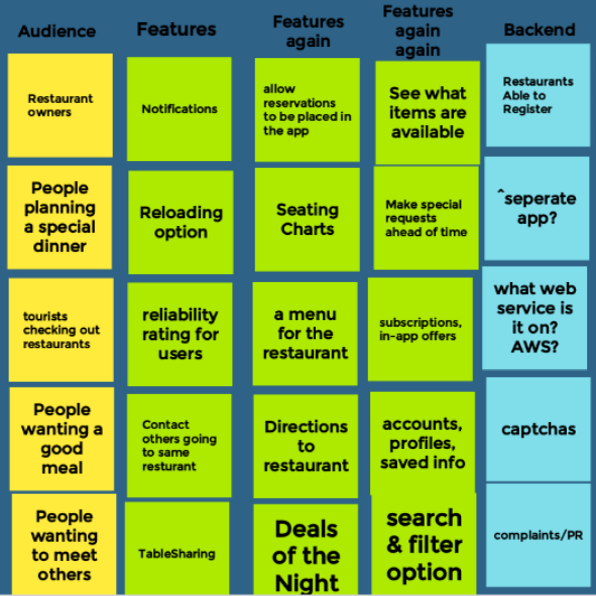 Audience
Features
Features
again
Features
again
again
Backend
Restaurant
owners
Notifications
allow
reservations
to be placed in
the app
See what
items are
available
Restaurants
Able to
Register
People
planning
a special
dinner
Reloading
option
Seating
Charts
Make special
requests
ahead of time
^seperate
app?
tourists
checking out
restaurants
reliability
rating for
users
a menu
for the
restaurant
subscriptions,
in-app offers
what web
service is
it on?
AWS?
People
wanting a
good
meal
Contact
others going
to same
resturant
Directions
to
restaurant
accounts,
profiles,
saved info
captchas
People
wanting
to meet
others
TableSharing
Deals
of the
Night
search
& filter
option
complaints/PR